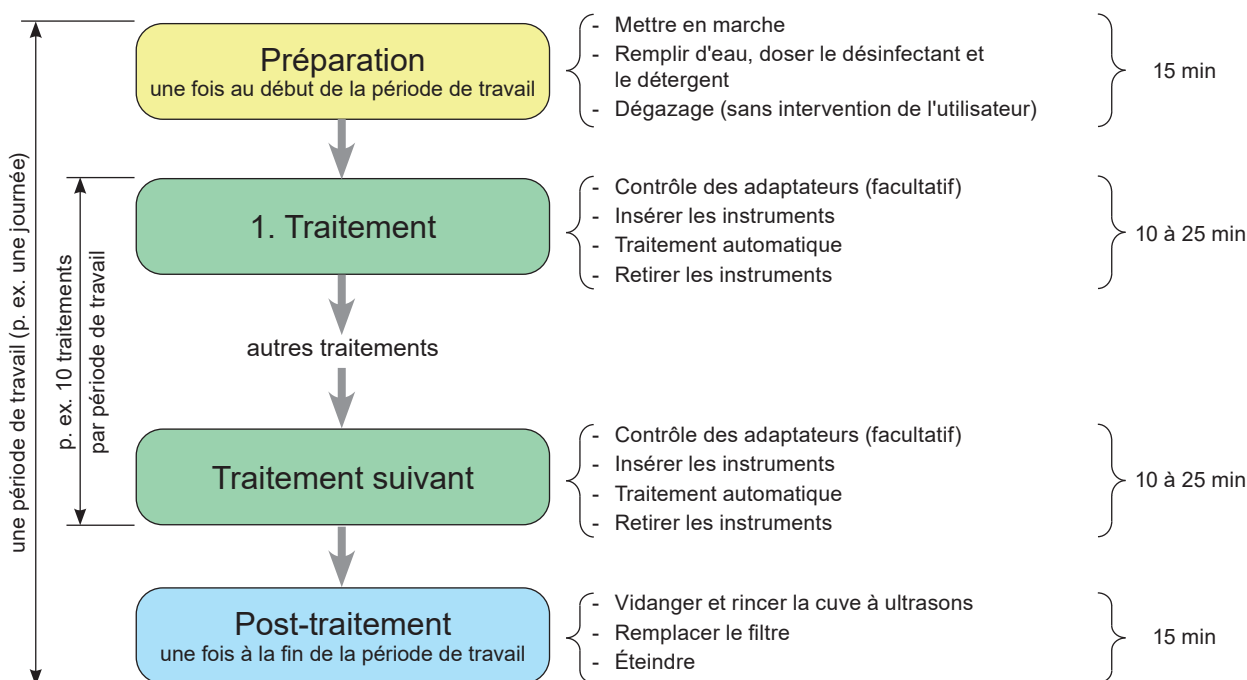 Préparation
une fois au début de la période de travail
- Mettre en marche
- Remplir d'eau, doser le désinfectant et
le détergent
- Dégazage (sans intervention de l'utilisateur)
15 min
1. Traitement
- Contrôle des adaptateurs (facultatif)
- Insérer les instruments
- Traitement automatique
- Retirer les instruments
10 à 25 min
autres traitements
Traitement suivant
- Contrôle des adaptateurs (facultatif)
- Insérer les instruments
- Traitement automatique
- Retirer les instruments
10 à 25 min
Post-traitement
une fois à la fin de la période de travail
- Vidanger et rincer la cuve à ultrasons
- Remplacer le filtre
- Éteindre
15 min
une période de travail (p. ex. une journée)
p. ex. 10 traitements
par période de travail